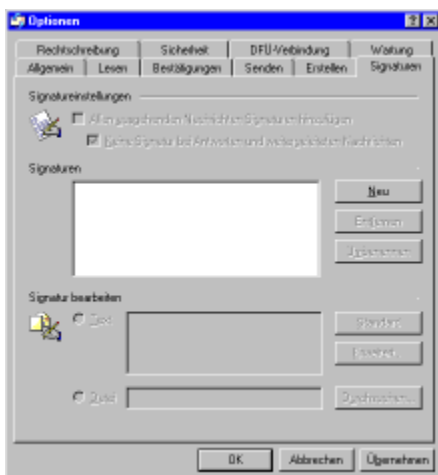 Optionen
Rechtschreibung Sicherheit DFÜ-Verbindung Wartung
Allgemein Lesen Bestätigungen Senden Erstellen Signaturen
Signatureinstellungen
Allen ausgehenden Nachrichten Signaturen hinzufügen
Keine Signatur bei Antworten und weitergeleiteten Nachrichten
Signaturen
Neu
Entfernen
Umbenennen
Signatur bearbeiten
Text
Standard
Erweitert...
Datei
Durchsuchen...
OK Abbrechen Übernehmen